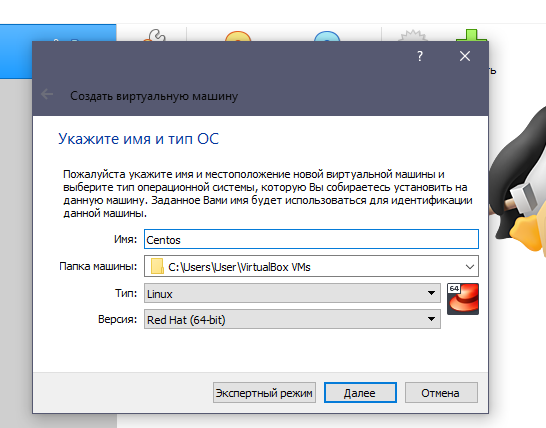 ?
Создать виртуальную машину
Укажите имя и тип ОС
Пожалуйста укажите имя и местоположение новой виртуальной машины и
выберите тип операционной системы, которую Вы собираетесь установить на
данную машину. Заданное Вами имя будет использоваться для идентификации
данной машины.
Имя: Centos
Папка машины: C:\Users\User\VirtualBox VMs
Тип: Linux
64
Версия: Red Hat (64-bit)
Экспертный режим Далее Отмена